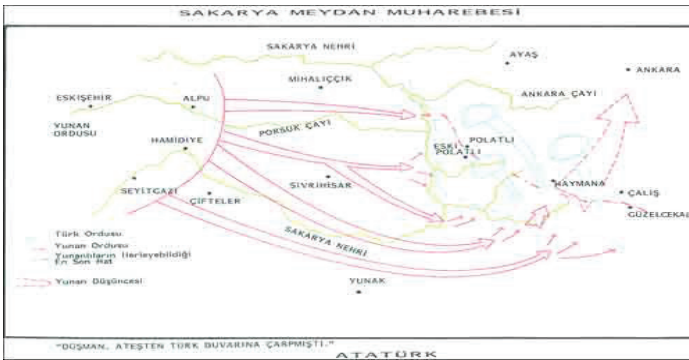 SAKARYA MEYDAN MUHAREBESİ
SAKARYA NEHRİ
AYAŞ
ANKARA
MİHALIÇÇIK
ESKİŞEHİR
ALPU
ANKARA ÇAYI
YUNAN
ORDUSU
PORSUK ÇAYI
HAMİDİYE
POLATLI
ESKİ
POLATLI
SEYİTGAZİ
SİVRİHİSAR
HAYMANA
ÇİFTELER
ÇALIŞ
GÜZELCEKALE
SAKARYA NEHRİ
Türk Ordusu
Yunan Ordusu
Yunanlıların İlerleyebildiği
En Son Hat
Yunan Düşüncesi
YUNAK
"DÜŞMAN, ATEŞTEN TÜRK DUVARINA ÇARPMIŞTI."
ATATÜRK